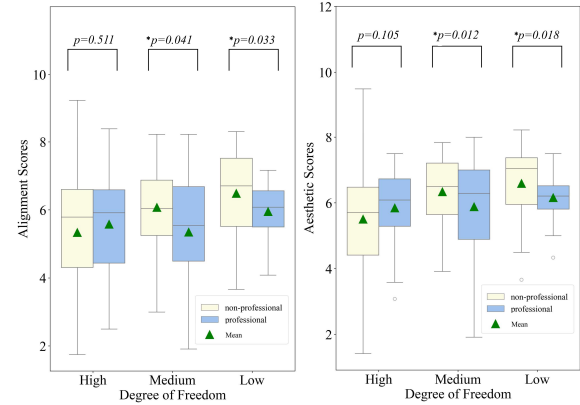 p=0.511
*p=0.041
*p=0.033
10
8
6
4
2
Alignment Scores
non-professional
professional
Mean
High
Medium
Low
Degree of Freedom
12
p=0.105
*p=0.012
*p=0.018
10
8
6
4
2
Aesthetic Scores
non-professional
professional
Mean
High
Medium
Low
Degree of Freedom